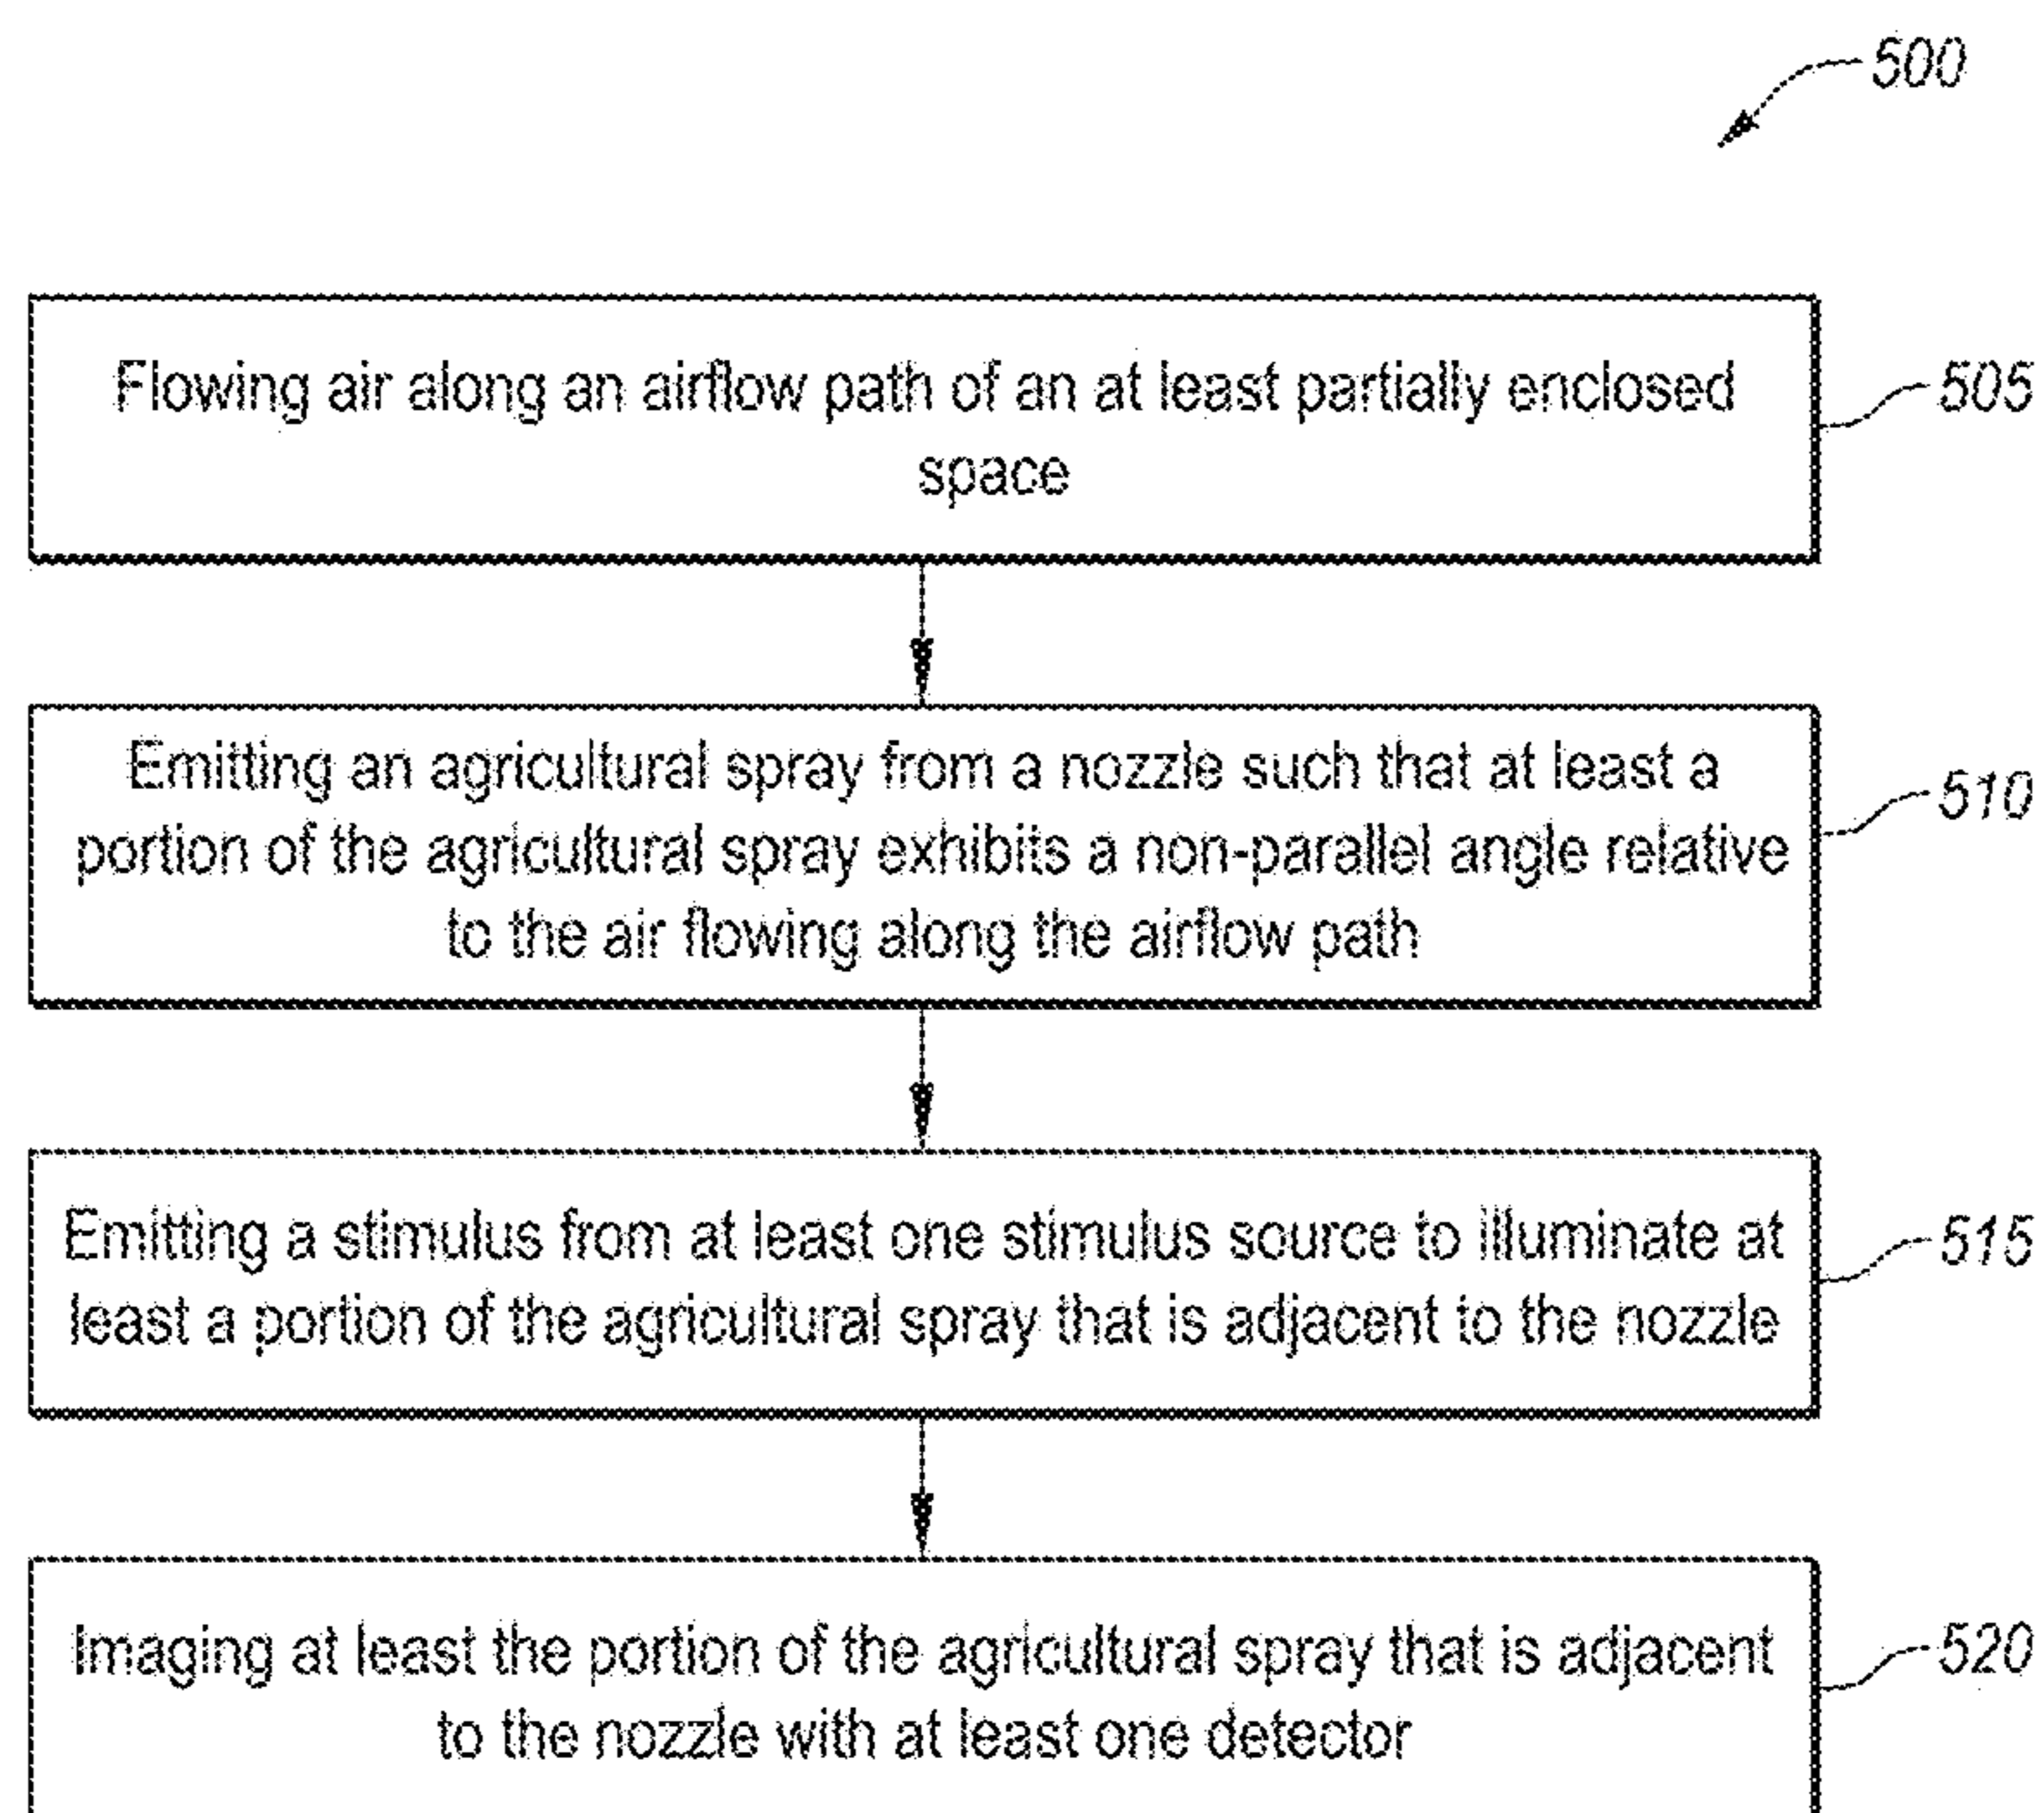 500
Flowing air along an airflow path of an at least partially enclosed
space
505
Emitting an agricultural spray from a nozzle such that at least a
portion of the agricultural spray exhibits a non-parallel angle relative
to the air flowing along the airflow path
510
Emitting a stimulus from at least one stimulus source to illuminate at
least a portion of the agricultural spray that is adjacent to the nozzle
515
Imaging at least the portion of the agricultural spray that is adjacent
to the nozzle with at least one detector
520